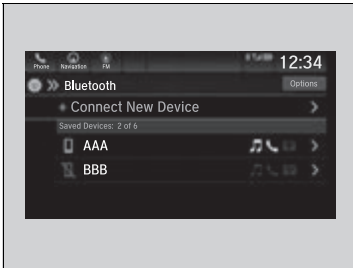 Phone Navigation FM 12:34
Bluetooth Options
+ Connect New Device
Saved Devices: 2 of 6
AAA
BBB